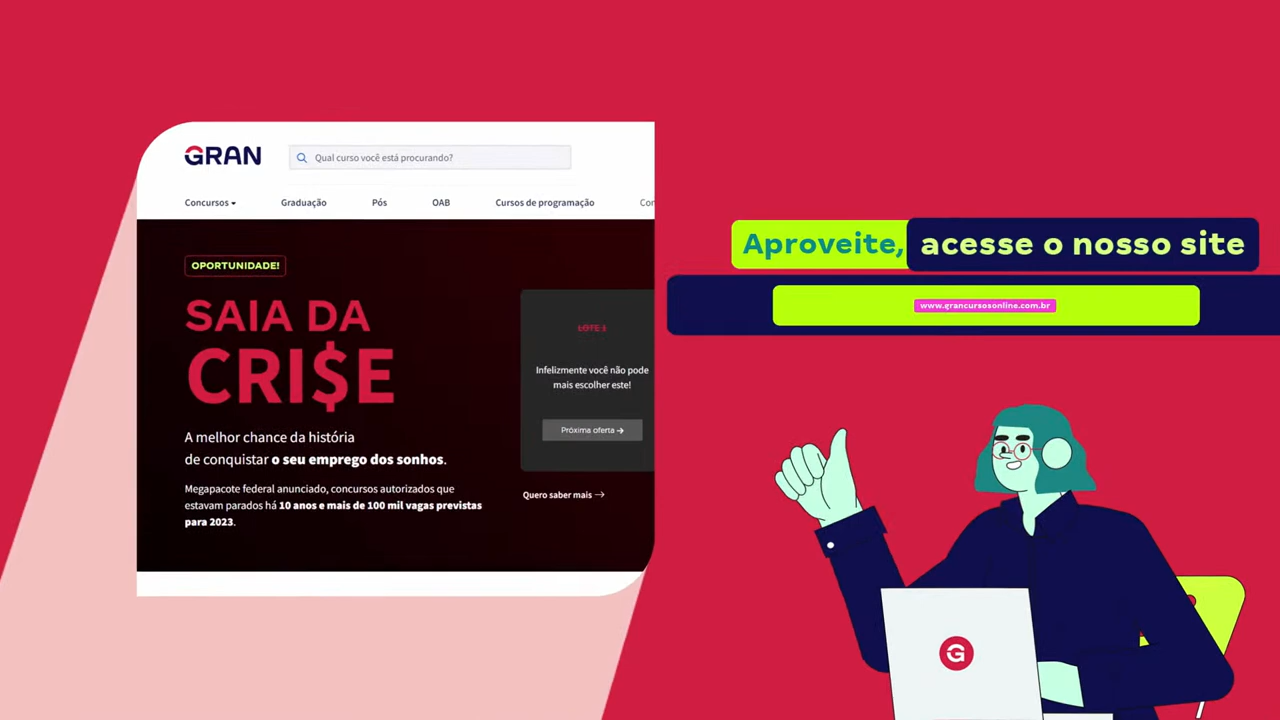 GRAN
Qual curso você está procurando?
Concursos
Graduação
Pós
OAB
Cursos de programação
OPORTUNIDADE!
SAIA DA
CRI$E
A melhor chance da história
de conquistar o seu emprego dos sonhos.
Megapacote federal anunciado, concursos autorizados que
estavam parados há 10 anos e mais de 100 mil vagas previstas
para 2023.
LOTE 1
Infelizmente você não pode
mais escolher este!
Próxima oferta →
Quero saber mais →
Aproveite, acesse o nosso site
www.grancursosonline.com.br
G